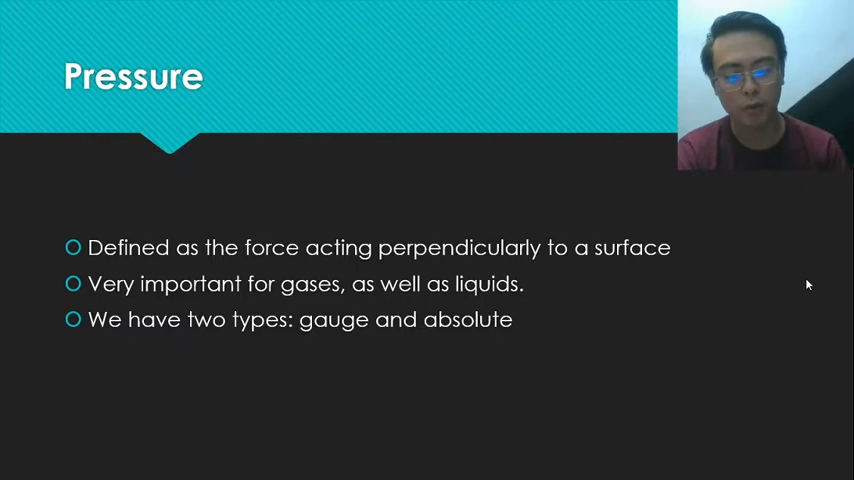 Pressure
Defined as the force acting perpendicularly to a surface
Very important for gases, as well as liquids.
We have two types: gauge and absolute